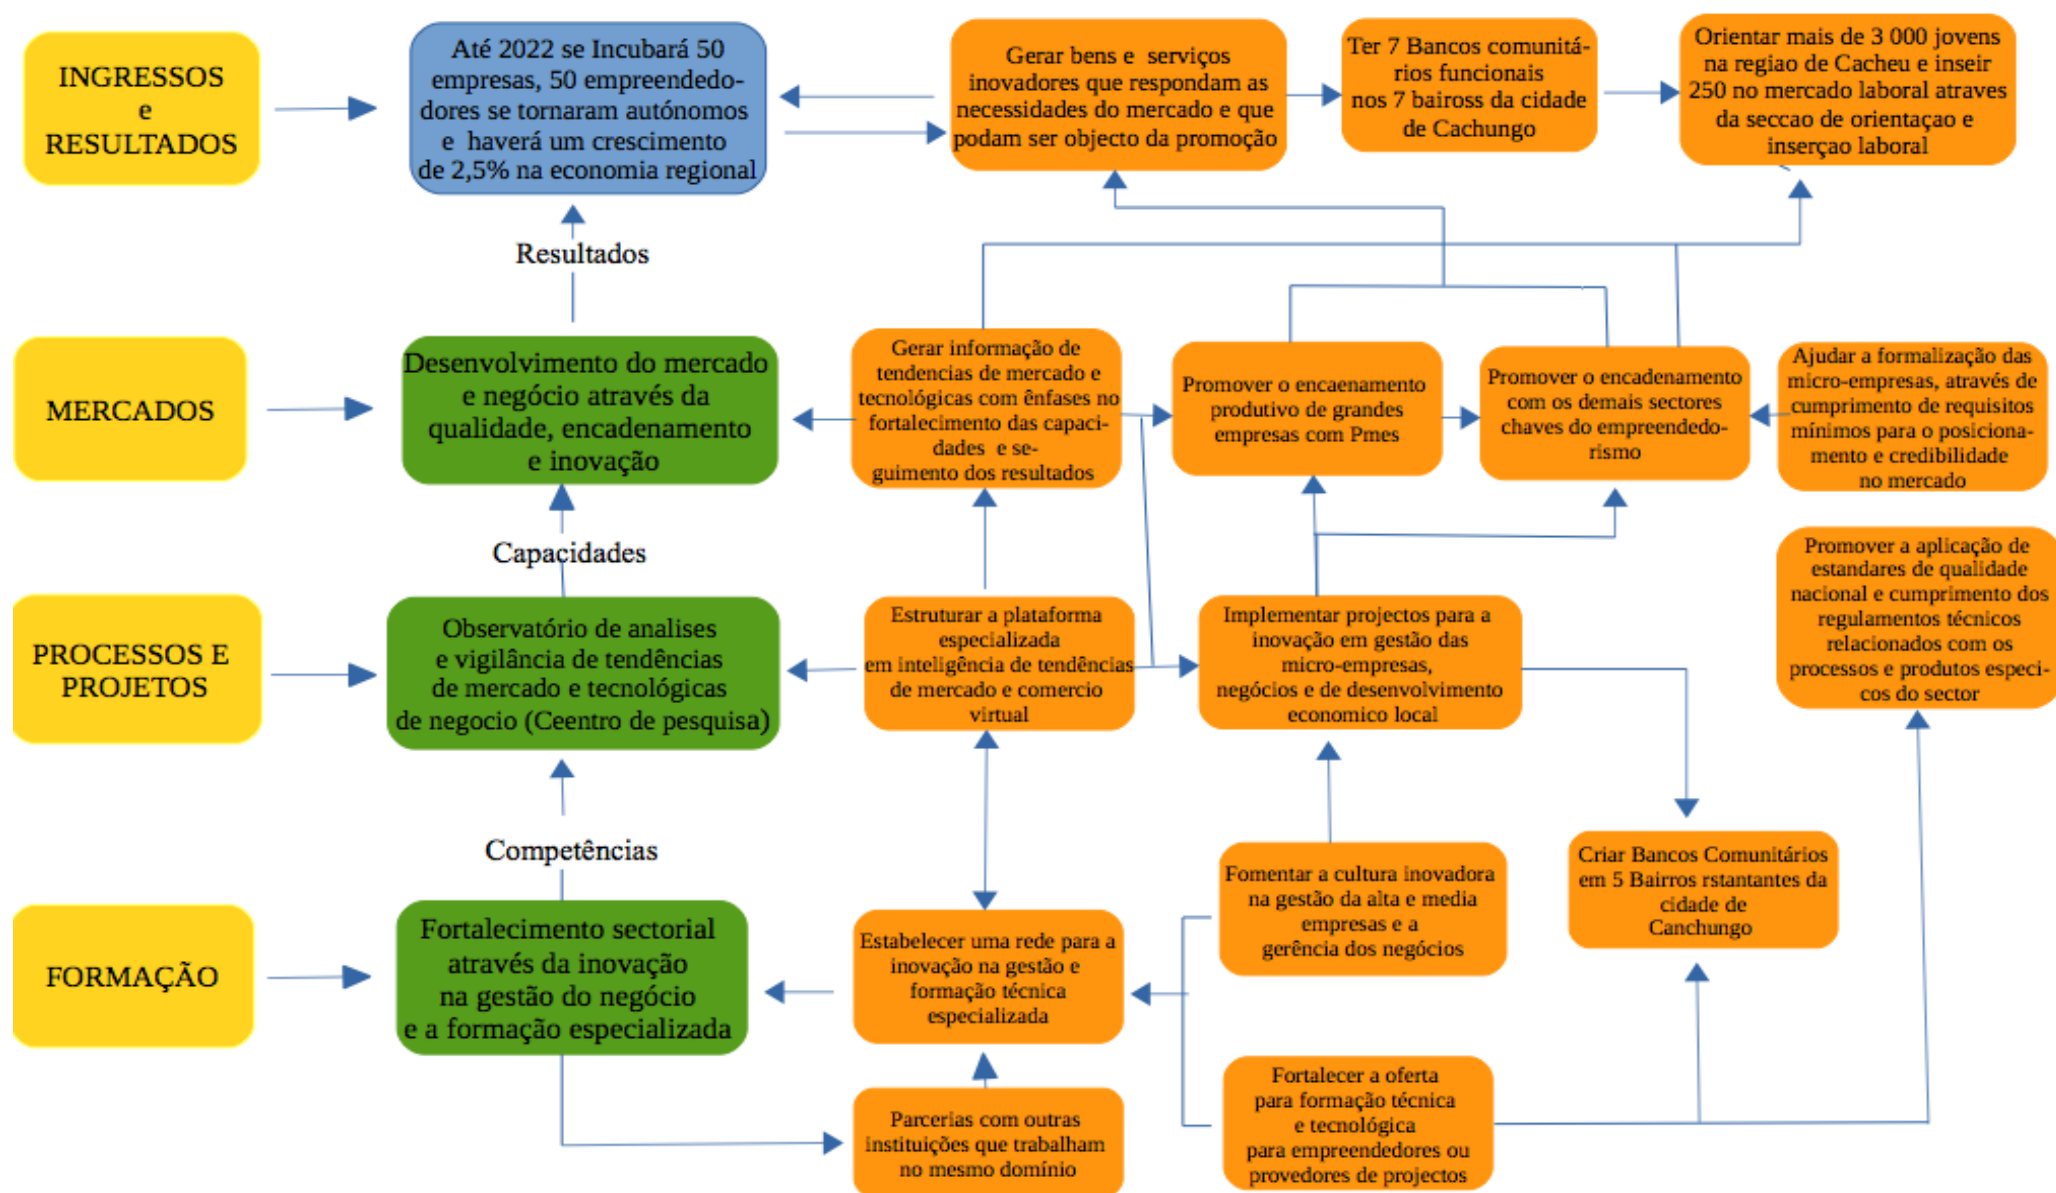 INGRESSOS
e
RESULTADOS
Até 2022 se Incubará 50
empresas, 50 empreendedo-
dores se tornaram autónomos
e haverá um crescimento
de 2,5% na economia regional
Gerar bens e serviços
inovadores que respondam as
necessidades do mercado e que
podam ser objecto da promoção
Ter 7 Bancos comunitá-
rios funcionais
nos 7 baiross da cidade
de Cachungo
Orientar mais de 3 000 jovens
na regiao de Cacheu e inseir
250 no mercado laboral atraves
da seccao de orientaçao e
inserçao laboral
Resultados
MERCADOS
Desenvolvimento do mercado
e negócio através da
qualidade, encadenamento
e inovação
Gerar informação de
tendencias de mercado e
tecnológicas com ênfases no
fortalecimento das capaci-
dades e se-
guimento dos resultados
Promover o encaenamento
produtivo de grandes
empresas com Pmes
Promover o encadenamento
com os demais sectores
chaves do empreendedo-
rismo
Ajudar a formalização das
micro-empresas, através de
cumprimento de requisitos
mínimos para o posiciona-
mento e credibilidade
no mercado
Capacidades
PROCESSOS E
PROJETOS
Observatório de analises
e vigilância de tendências
de mercado e tecnológicas
de negocio (Ceentro de pesquisa)
Estruturar a plataforma
especializada
em inteligência de tendências
de mercado e comercio
virtual
Implementar projectos para a
inovação em gestão das
micro-empresas,
negócios e de desenvolvimento
economico local
Promover a aplicação de
estandares de qualidade
nacional e cumprimento dos
regulamentos técnicos
relacionados com os
processos e produtos especi-
cos do sector
Competências
FORMAÇÃO
Fortalecimento sectorial
através da inovação
na gestão do negócio
e a formação especializada
Estabelecer uma rede para a
inovação na gestão e
formação técnica
especializada
Fomentar a cultura inovadora
na gestão da alta e media
empresas e a
gerência dos negócios
Criar Bancos Comunitários
em 5 Bairros rstantantes da
cidade de
Canchungo
Parcerias com outras
instituições que trabalham
no mesmo domínio
Fortalecer a oferta
para formação técnica
e tecnológica
para empreendedores ou
provedores de projectos